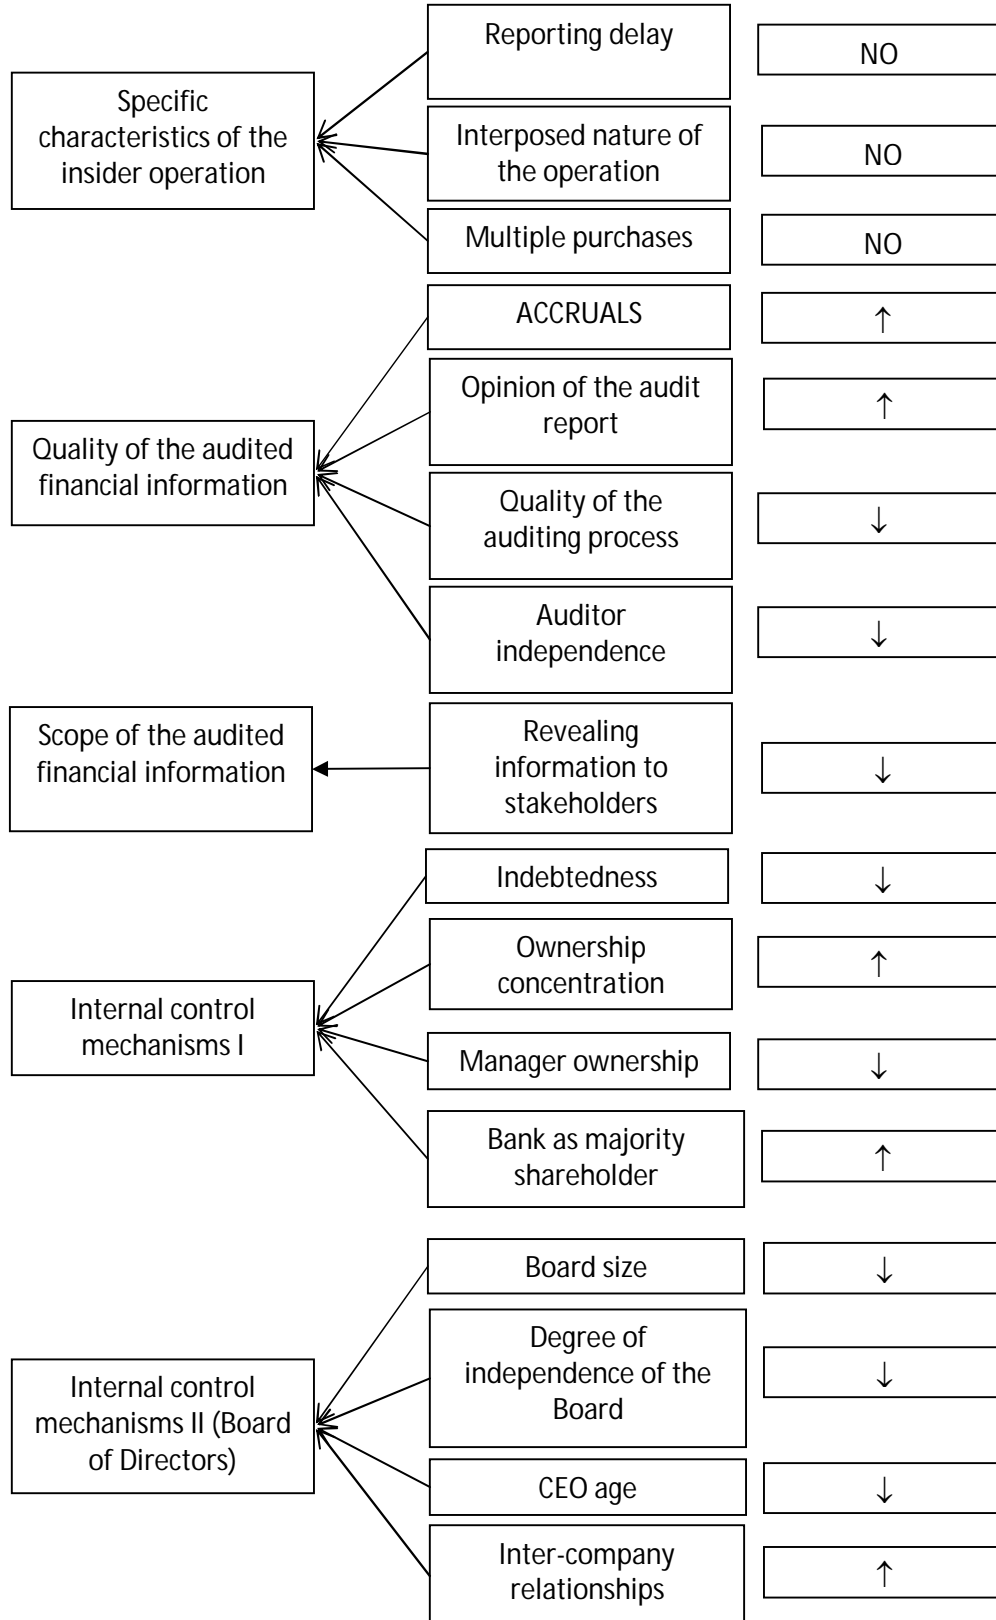 Reporting delay
NO
Specific
characteristics of the
insider operation
Interposed nature of
the operation
NO
Multiple purchases
NO
ACCRUALS
↑
Quality of the audited
financial information
Opinion of the audit
report
↑
Quality of the
auditing process
↓
Auditor
independence
↓
Scope of the audited
financial information
Revealing
information to
stakeholders
↓
Indebtedness
↓
Internal control
mechanisms I
Ownership
concentration
↑
Manager ownership
↓
Bank as majority
shareholder
↑
Board size
↓
Internal control
mechanisms II (Board
of Directors)
Degree of
independence of the
Board
↓
CEO age
↓
Inter-company
relationships
↑